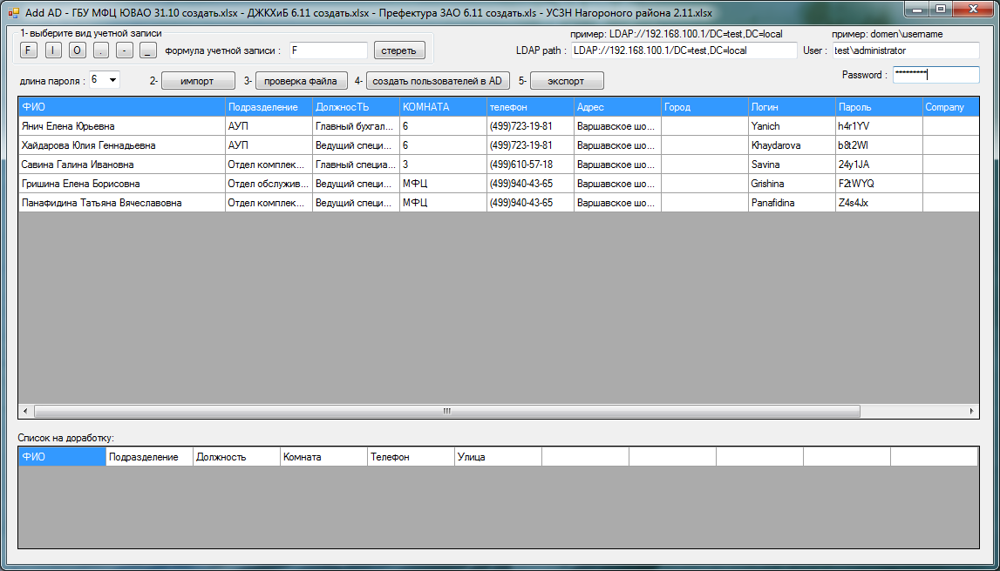 Add AD - ГБУ МФЦ ЮВАО 31.10 создать.xlsx - ДЖКХиБ 6.11 создать.xlsx - Префектура ЗАО 6.11 создать.xls - УСЗН Нагороного района 2.11.xlsx
1- выберите вид учетной записи
пример: LDAP://192.168.100.1/DC=test,DC=local пример: domen\username
F I O . - _ формула учетной записи : F стереть LDAP path : LDAP://192.168.100.1/DC=test,DC=local User : test\administrator
длина пароля : 6 2- импорт 3- проверка файла 4- создать пользователей в AD 5- экспорт Password : *********
ФИО Подразделение ДолжносТЬ КОМНАТА телефон Адрес Город Логин Пароль Company
Янич Елена Юрьевна АУП Главный бухгал... 6 (499)723-19-81 Варшавское шо... Yanich h4r1YV
Хайдарова Юлия Геннадьевна АУП Ведущий специ... 6 (499)723-19-81 Варшавское шо... Khaydarova b8t2WI
Савина Галина Ивановна Отдел комплек... Главный специа... 3 (499)610-57-18 Варшавское шо... Savina 24y1JA
Гришина Елена Борисовна Отдел обслужив... Ведущий специ... МФЦ (499)940-43-65 Варшавское шо... Grishina F2tWYQ
Панафидина Татьяна Вячеславовна Отдел комплек... Ведущий специ... МФЦ (499)940-43-65 Варшавское шо... Panafidina Z4s4Jx
Список на доработку:
ФИО Подразделение Должность Комната Телефон Улица